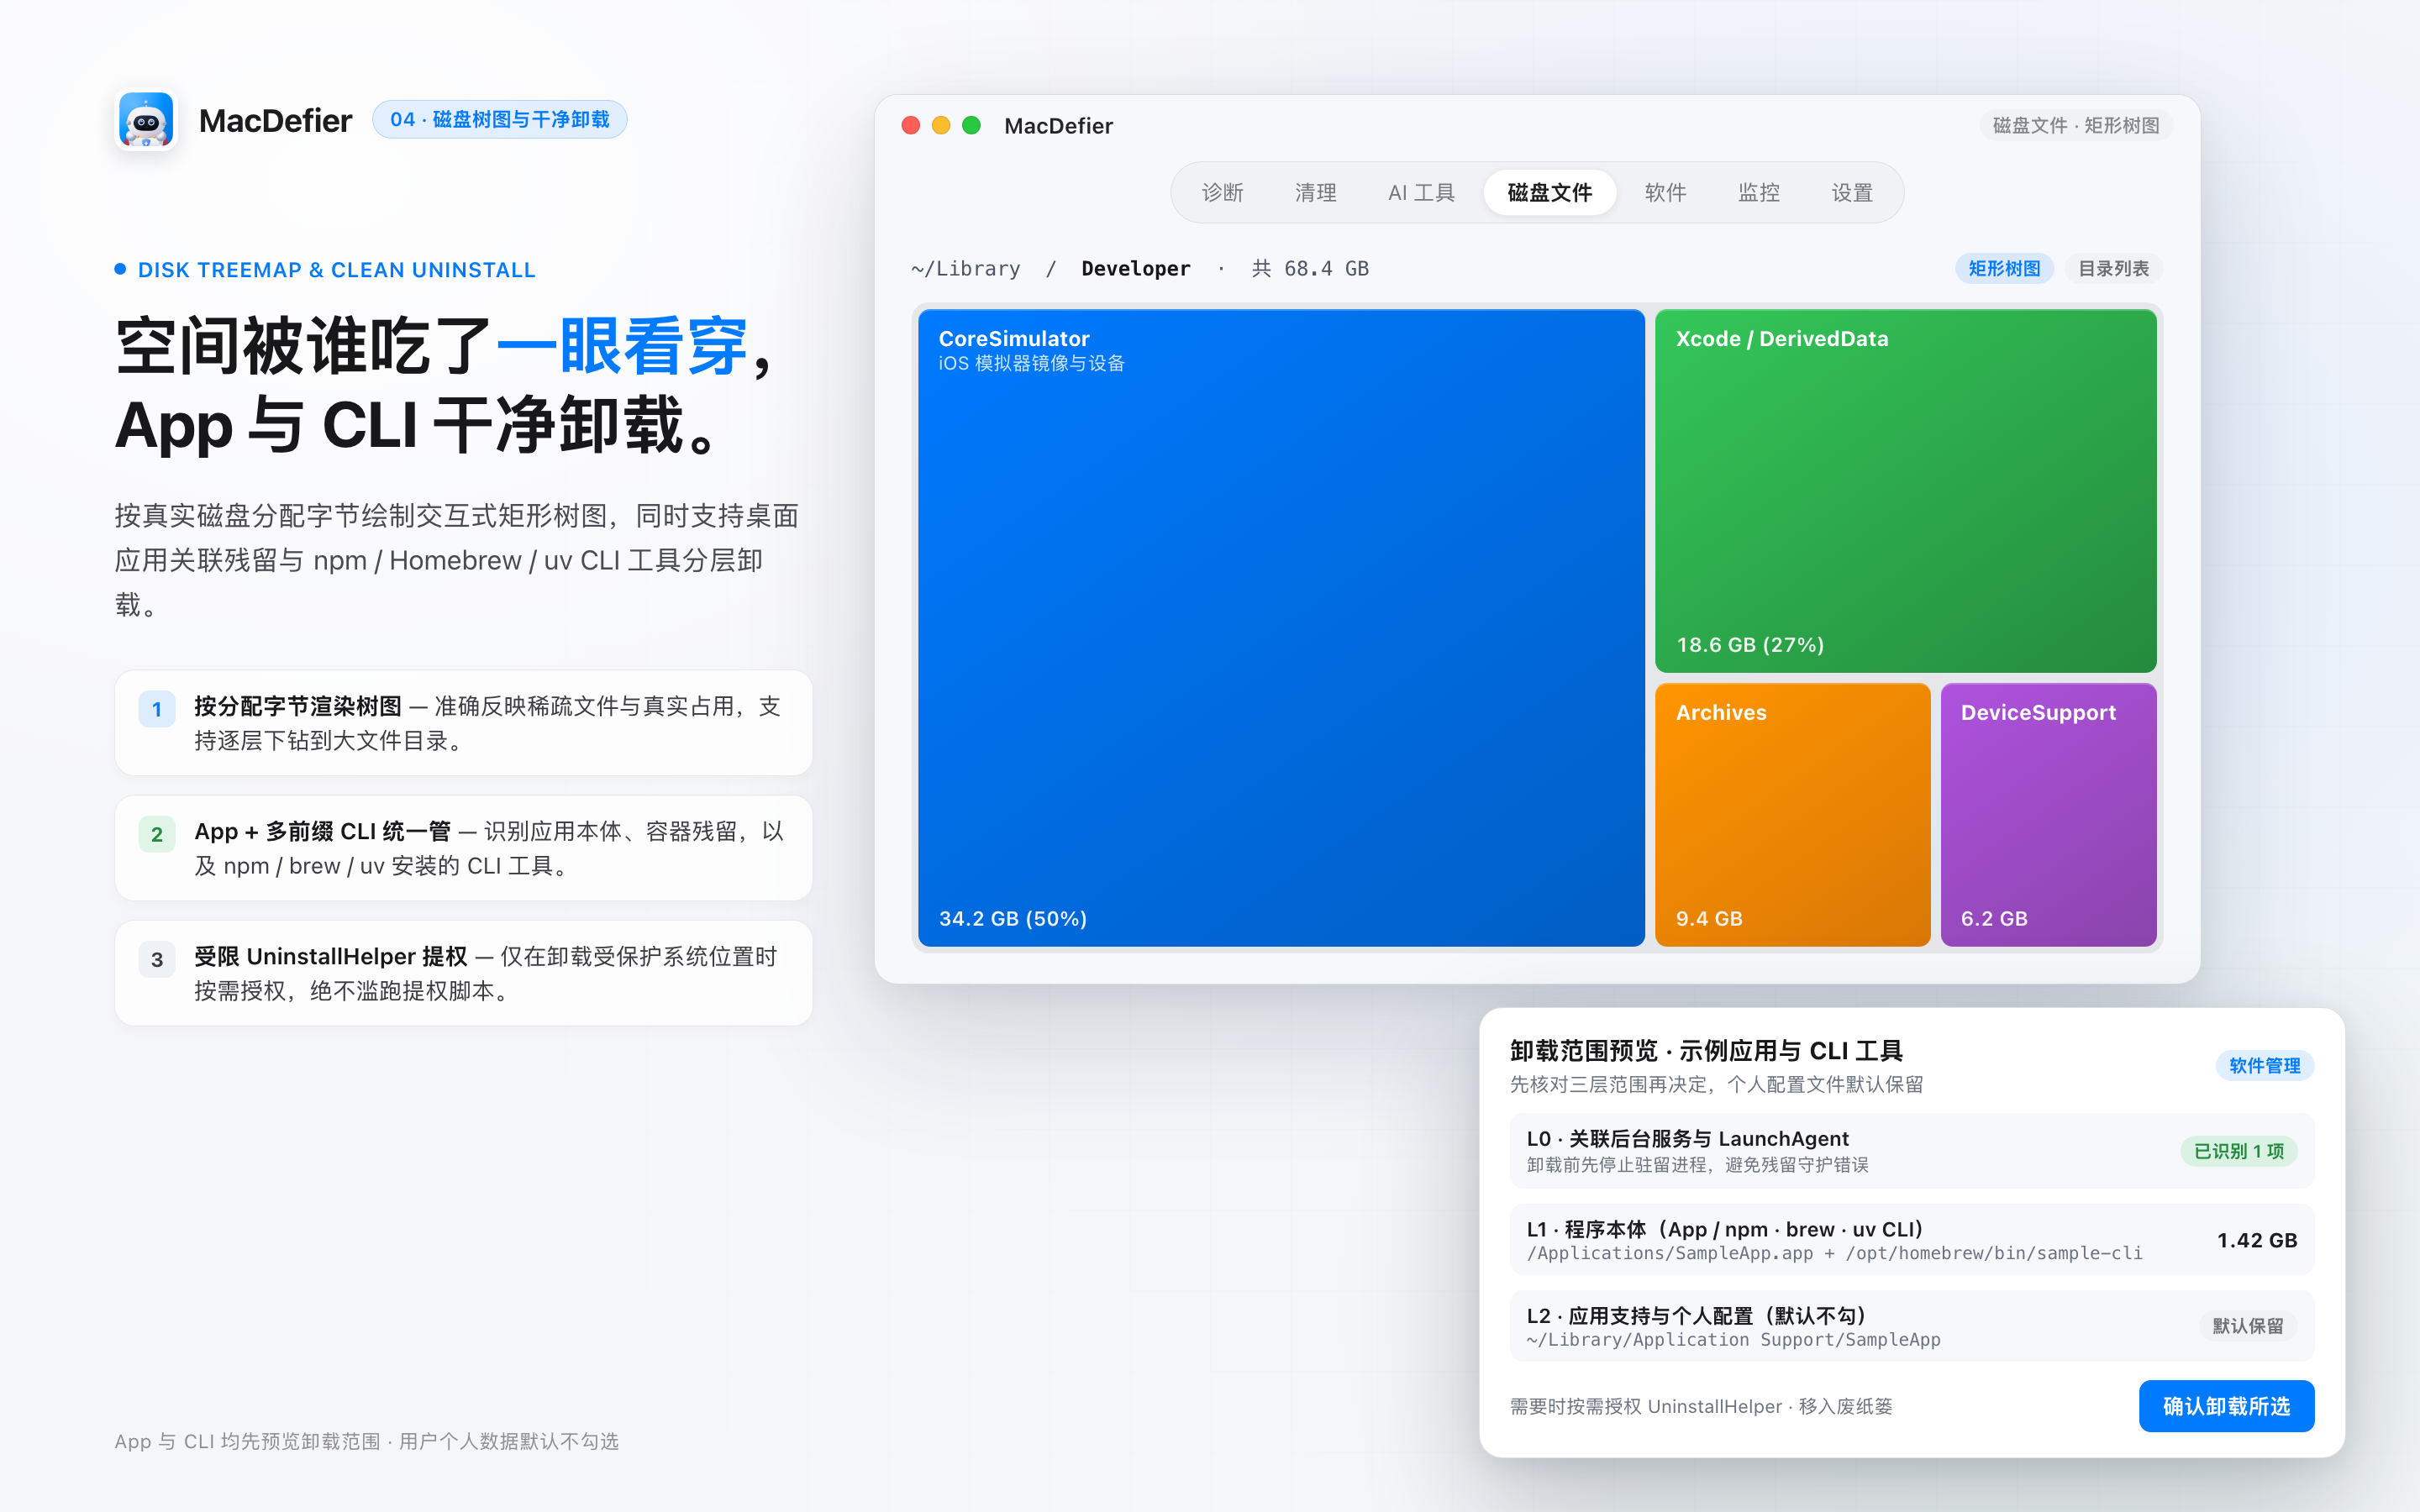 MacDefier
04 · 磁盘树图与干净卸载
DISK TREEMAP & CLEAN UNINSTALL
空间被谁吃了一眼看穿，
App 与 CLI 干净卸载。
按真实磁盘分配字节绘制交互式矩形树图，同时支持桌面
应用关联残留与 npm / Homebrew / uv CLI 工具分层卸
载。
1
按分配字节渲染树图 — 准确反映稀疏文件与真实占用，支
持逐层下钻到大文件目录。
2
App + 多前缀 CLI 统一管 — 识别应用本体、容器残留，以
及 npm / brew / uv 安装的 CLI 工具。
3
受限 UninstallHelper 提权 — 仅在卸载受保护系统位置时
按需授权，绝不滥跑提权脚本。
App 与 CLI 均先预览卸载范围 · 用户个人数据默认不勾选
MacDefier
磁盘文件 · 矩形树图
诊断 清理 AI 工具 磁盘文件 软件 监控 设置
~/Library / Developer · 共 68.4 GB
矩形树图 目录列表
CoreSimulator
iOS 模拟器镜像与设备
34.2 GB (50%)
Xcode / DerivedData
18.6 GB (27%)
Archives
9.4 GB
DeviceSupport
6.2 GB
卸载范围预览 · 示例应用与 CLI 工具
先核对三层范围再决定，个人配置文件默认保留
软件管理
L0 · 关联后台服务与 LaunchAgent
卸载前先停止驻留进程，避免残留守护错误
已识别 1 项
L1 · 程序本体（App / npm · brew · uv CLI）
/Applications/SampleApp.app + /opt/homebrew/bin/sample-cli
1.42 GB
L2 · 应用支持与个人配置（默认不勾）
~/Library/Application Support/SampleApp
默认保留
需要时按需授权 UninstallHelper · 移入废纸篓
确认卸载所选